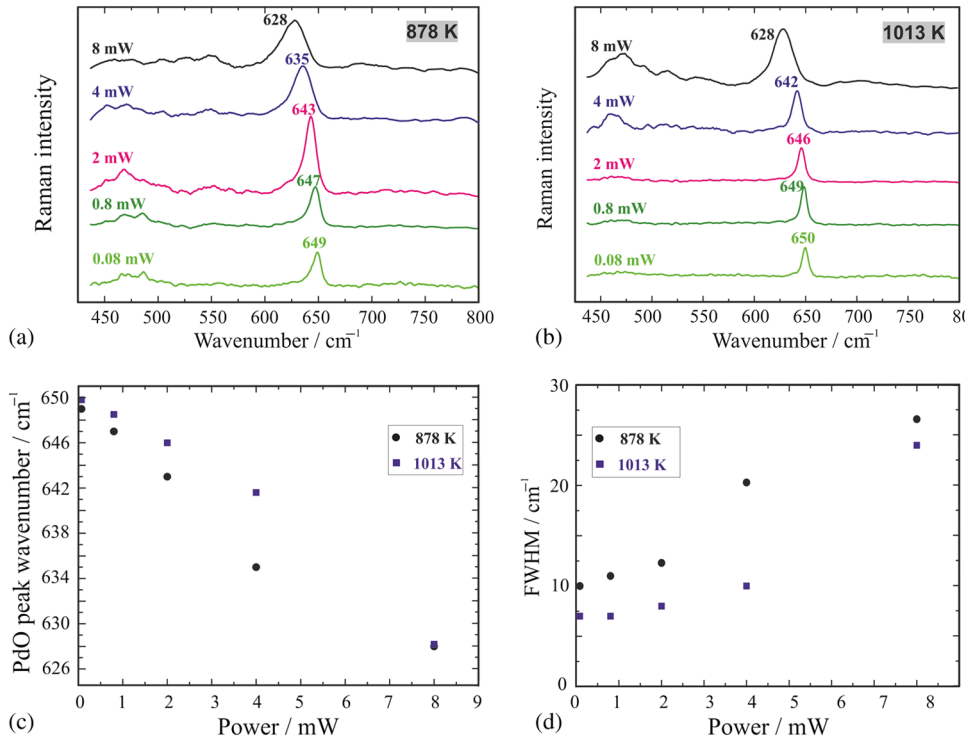 878 K
Raman intensity
8 mW
4 mW
2 mW
0.8 mW
0.08 mW
628
635
643
647
649
450 500 550 600 650 700 750 800
Wavenumber / cm⁻¹
(a)
1013 K
Raman intensity
8 mW
4 mW
2 mW
0.8 mW
0.08 mW
628
642
646
649
650
450 500 550 600 650 700 750 800
Wavenumber / cm⁻¹
(b)
PdO peak wavenumber / cm⁻¹
650
646
642
638
634
630
626
878 K
1013 K
0 1 2 3 4 5 6 7 8 9
Power / mW
(c)
FWHM / cm⁻¹
30
20
10
0
878 K
1013 K
0 1 2 3 4 5 6 7 8
Power / mW
(d)